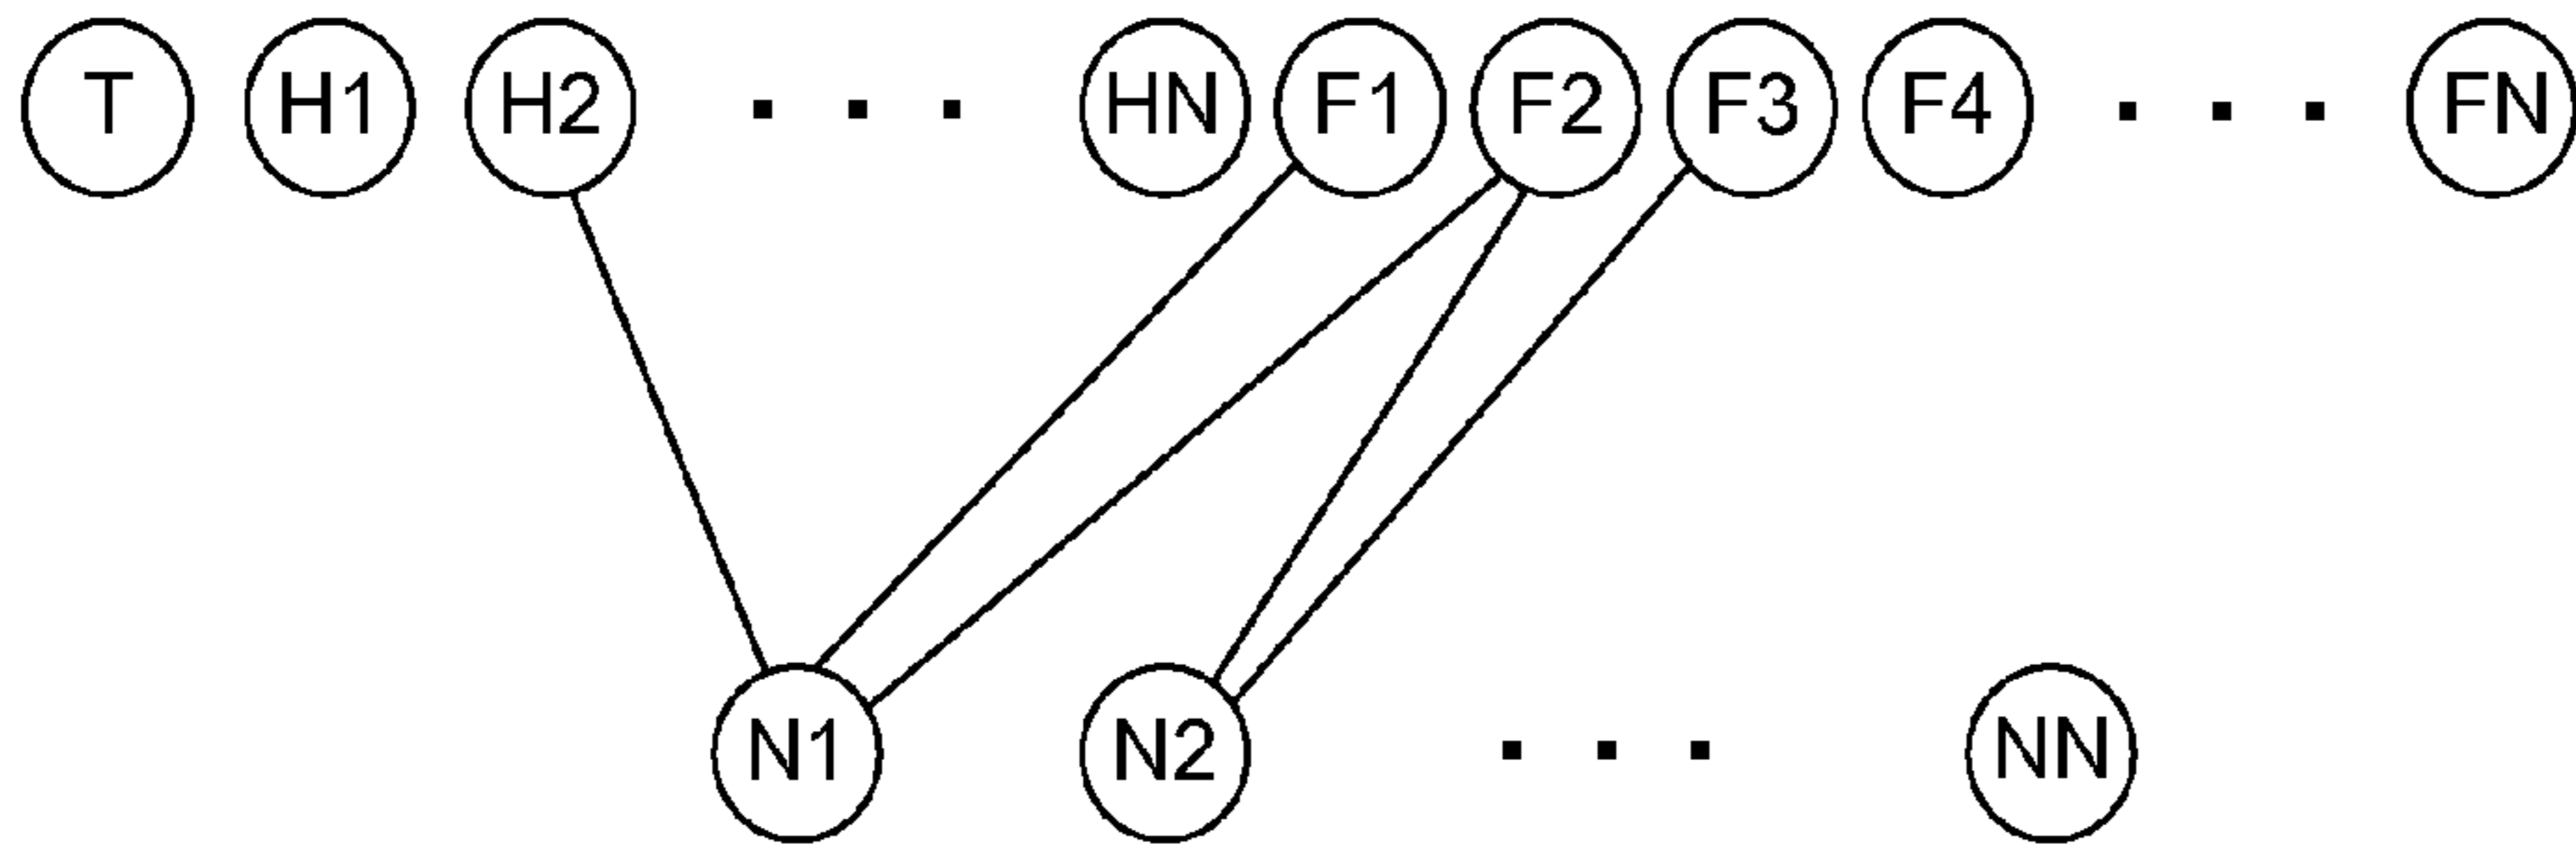 T H1 H2 . . . HN F1 F2 F3 F4 . . . FN
N1 N2 . . . NN